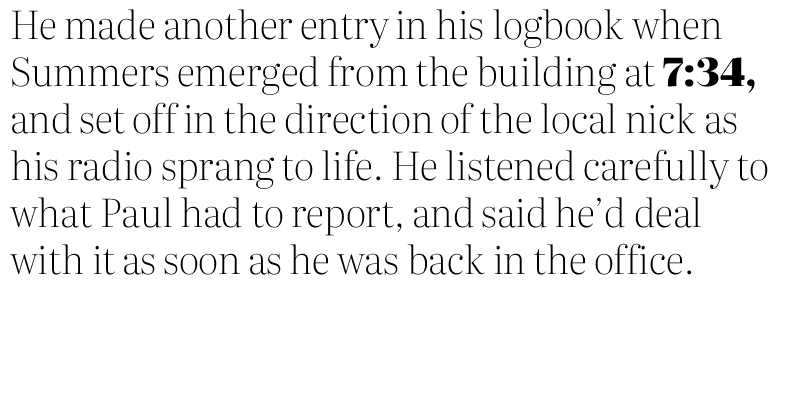 He made another entry in his logbook when
Summers emerged from the building at 7:34,
and set off in the direction of the local nick as
his radio sprang to life. He listened carefully to
what Paul had to report, and said he’d deal
with it as soon as he was back in the office.